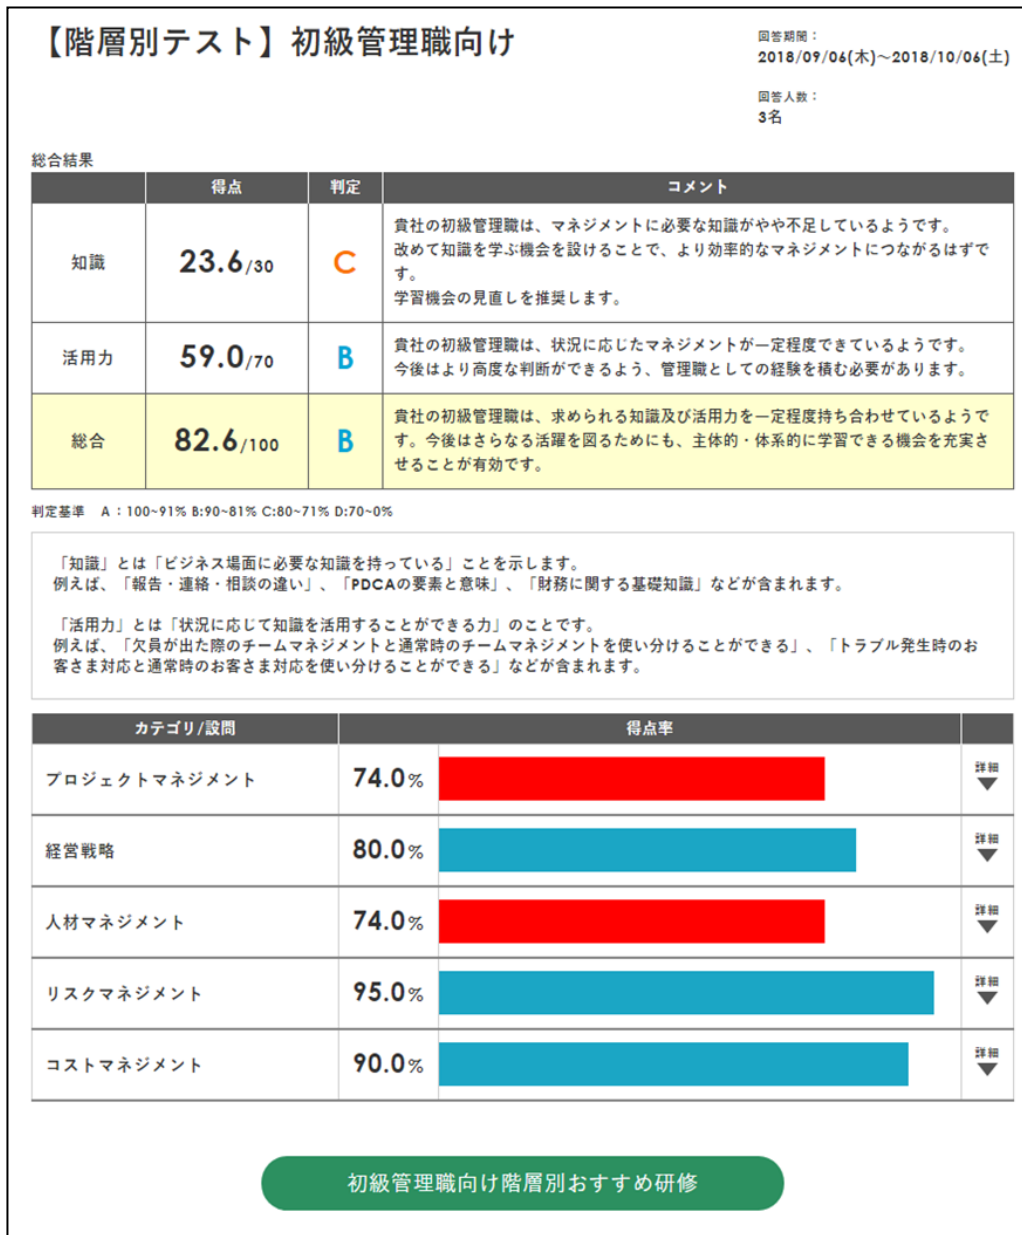 【階層別テスト】初級管理職向け
回答期間：
2018/09/06(木)～2018/10/06(土)
回答人数：
3名
総合結果
得点 判定 コメント
知識 23.6/30 C
貴社の初級管理職は、マネジメントに必要な知識がやや不足しているようです。
改めて知識を学ぶ機会を設けることで、より効率的なマネジメントにつながるはずで
す。
学習機会の見直しを推奨します。
活用力 59.0/70 B
貴社の初級管理職は、状況に応じたマネジメントが一定程度できているようです。
今後はより高度な判断ができるよう、管理職としての経験を積む必要があります。
総合 82.6/100 B
貴社の初級管理職は、求められる知識及び活用力を一定程度持ち合わせているようで
す。今後はさらなる活躍を図るためにも、主体的・体系的に学習できる機会を充実さ
せることが有効です。
判定基準 A：100~91% B:90~81% C:80~71% D:70~0%
「知識」とは「ビジネス場面に必要な知識を持っている」ことを示します。
例えば、「報告・連絡・相談の違い」、「PDCAの要素と意味」、「財務に関する基礎知識」などが含まれます。
「活用力」とは「状況に応じて知識を活用することができる力」のことです。
例えば、「欠員が出た際のチームマネジメントと通常時のチームマネジメントを使い分けることができる」、「トラブル発生時のお
客さま対応と通常時のお客さま対応を使い分けることができる」などが含まれます。
カテゴリ/設問 得点率
プロジェクトマネジメント 74.0% 詳細
経営戦略 80.0% 詳細
人材マネジメント 74.0% 詳細
リスクマネジメント 95.0% 詳細
コストマネジメント 90.0% 詳細
初級管理職向け階層別おすすめ研修